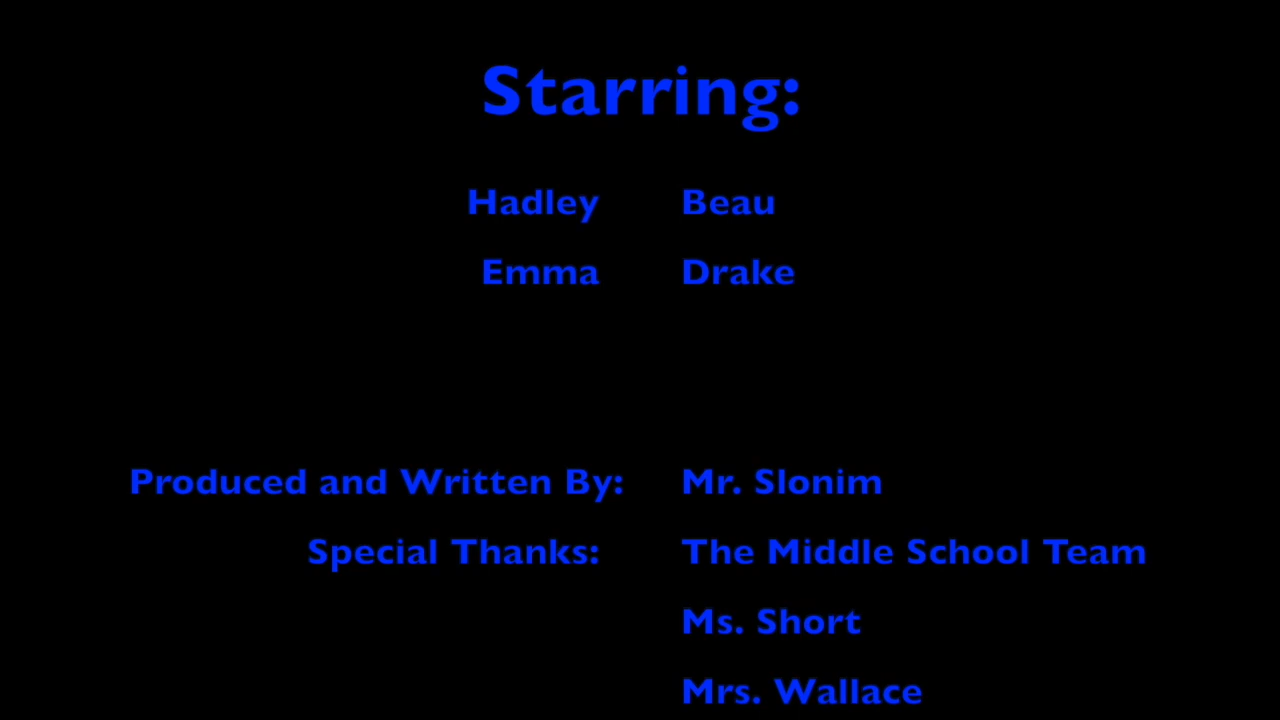 Starring:
Hadley Beau
Emma Drake
Produced and Written By: Mr. Slonim
Special Thanks: The Middle School Team
Ms. Short
Mrs. Wallace